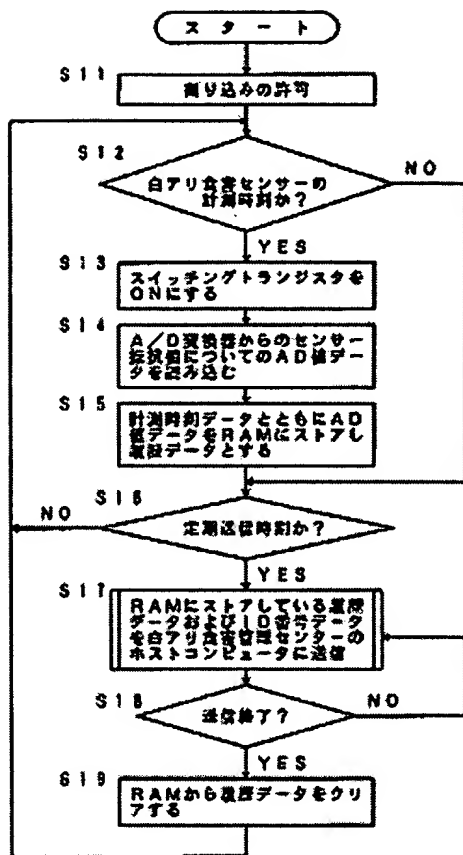 スタート
S11
割り込みの許可
S12
NO
白アリ食害センサーの
計測時刻か？
YES
S13
スイッチングトランジスタを
ONにする
S14
A／D変換器からのセンサー
抵抗値についてのAD値デー
タを読み込む
S15
計測時刻データとともにAD
値データをRAMにストアし
履歴データとする
S16
NO
定期送信時刻か？
YES
S17
RAMにストアしている履歴
データおよびID番号データ
を白アリ食害管理センターの
ホストコンピュータに送信
S18
NO
送信終了？
YES
S19
RAMから履歴データをクリ
アする